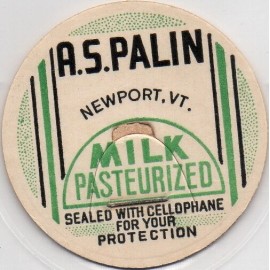 A.S.PALIN
NEWPORT, VT.
MILK
PASTEURIZED
SEALED WITH CELLOPHANE
FOR YOUR
PROTECTION